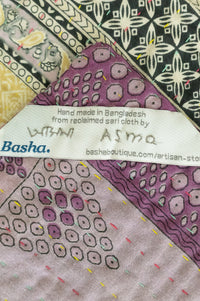 Hand made in Bangladesh
from reclaimed sari cloth by
Asma
Basha.
bashaboutique.com/artisan-sto